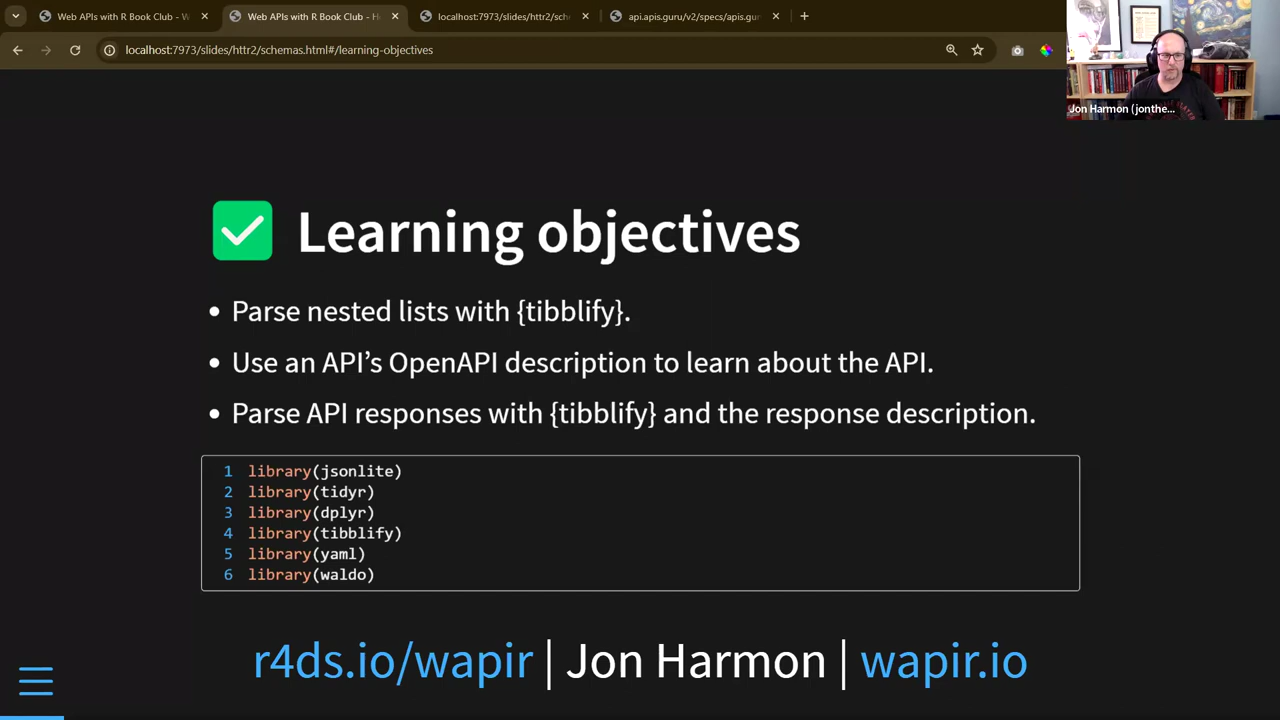 Web APIs with R Book Club - W
Web APIs with R Book Club - H
localhost:7973/slides/httr2/sche
api.apis.guru/v2/specs/apis.gur
localhost:7973/slides/httr2/schemas.html#/learning-objectives
Jon Harmon (jonthe...
Learning objectives
• Parse nested lists with {tibblify}.
• Use an API’s OpenAPI description to learn about the API.
• Parse API responses with {tibblify} and the response description.
1 library(jsonlite)
2 library(tidyr)
3 library(dplyr)
4 library(tibblify)
5 library(yaml)
6 library(waldo)
r4ds.io/wapir | Jon Harmon | wapir.io